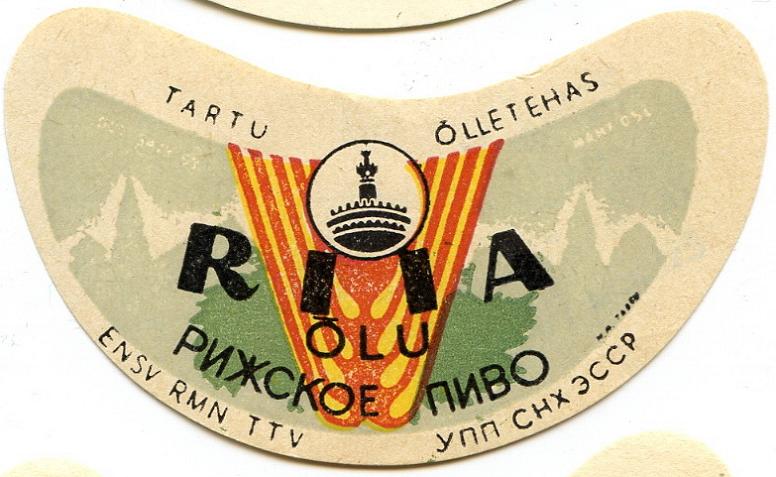 TARTU ÕLLETEHAS
RIIA
ÕLU
РИЖСКОЕ ПИВО
ENSV RMN TTV
УПП СНХ ЭССР